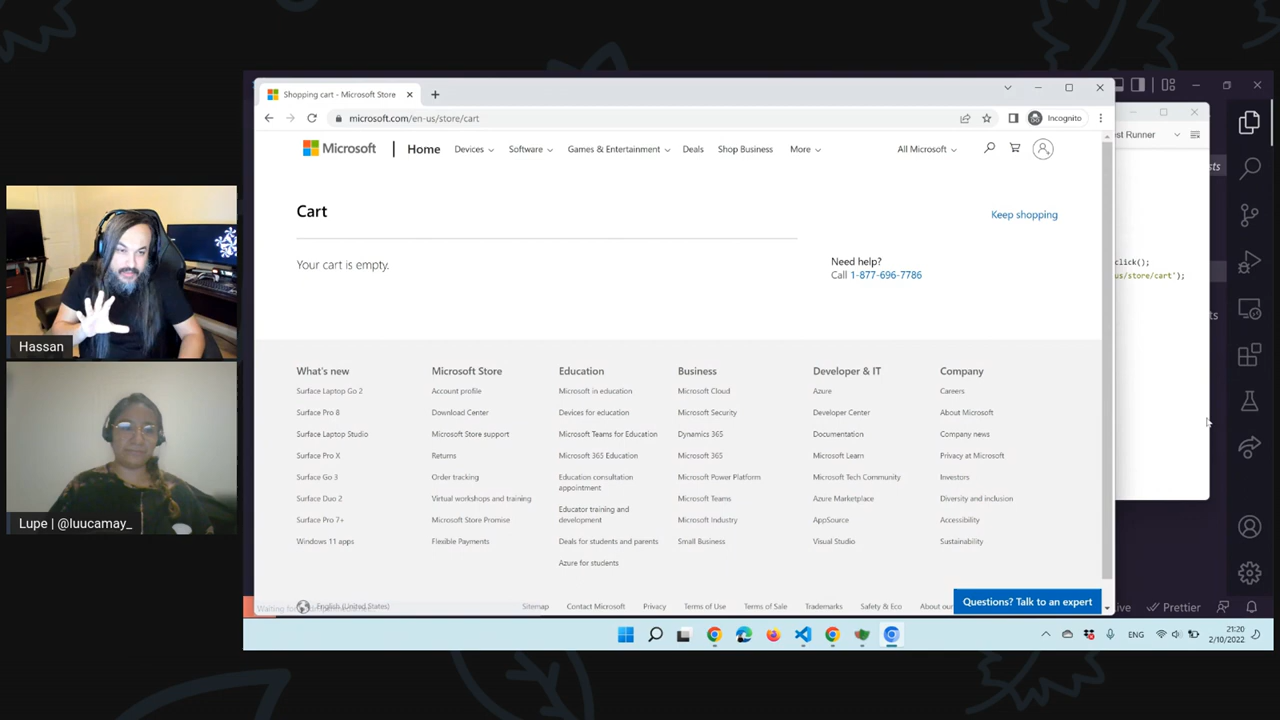 Shopping cart - Microsoft Store
microsoft.com/en-us/store/cart
Incognito
Microsoft
Home
Devices
Software
Games & Entertainment
Deals
Shop Business
More
All Microsoft
st Runner
Cart
Keep shopping
Your cart is empty.
Need help?
Call 1-877-696-7786
click();
us/store/cart');
What's new
Surface Laptop Go 2
Surface Pro 8
Surface Laptop Studio
Surface Pro X
Surface Go 3
Surface Duo 2
Surface Pro 7+
Windows 11 apps
Microsoft Store
Account profile
Download Center
Microsoft Store support
Returns
Order tracking
Virtual workshops and training
Microsoft Store Promise
Flexible Payments
Education
Microsoft in education
Devices for education
Microsoft Teams for Education
Microsoft 365 Education
Education consultation
appointment
Educator training and
development
Deals for students and parents
Azure for students
Business
Microsoft Cloud
Microsoft Security
Dynamics 365
Microsoft 365
Microsoft Power Platform
Microsoft Teams
Microsoft Industry
Small Business
Developer & IT
Azure
Developer Center
Documentation
Microsoft Learn
Microsoft Tech Community
Azure Marketplace
AppSource
Visual Studio
Company
Careers
About Microsoft
Company news
Privacy at Microsoft
Investors
Diversity and inclusion
Accessibility
Sustainability
English (United States)
Sitemap
Contact Microsoft
Privacy
Terms of Use
Terms of Sale
Trademarks
Safety & Eco
About our
Questions? Talk to an expert
Prettier
ENG
21:20
2/10/2022
Hassan
Lupe | @luucamay_